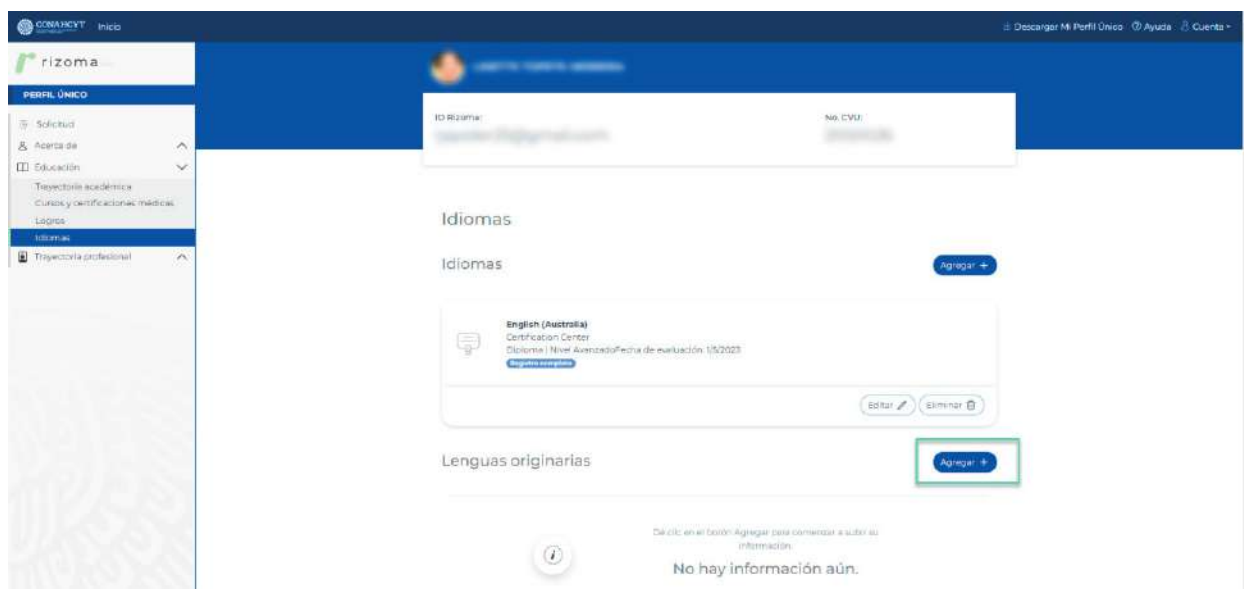 CONAHCYT Inicio
Descargar Mi Perfil Único Ayuda Cuenta
rizoma
PERFIL ÚNICO
Solicitud
Acerca de
Educación
Trayectoria académica
Cursos y certificaciones médicas
Logros
Idiomas
Trayectoria profesional
ID Rizoma:
No. CVU:
Idiomas
Idiomas
Agregar +
English (Australia)
Certification Center
Diploma | Nivel AvanzadoFecha de evaluación 1/5/2023
Registro completo
Editar
Eliminar
Lenguas originarias
Agregar +
Dé clic en el botón Agregar para comenzar a subir su
información.
No hay información aún.